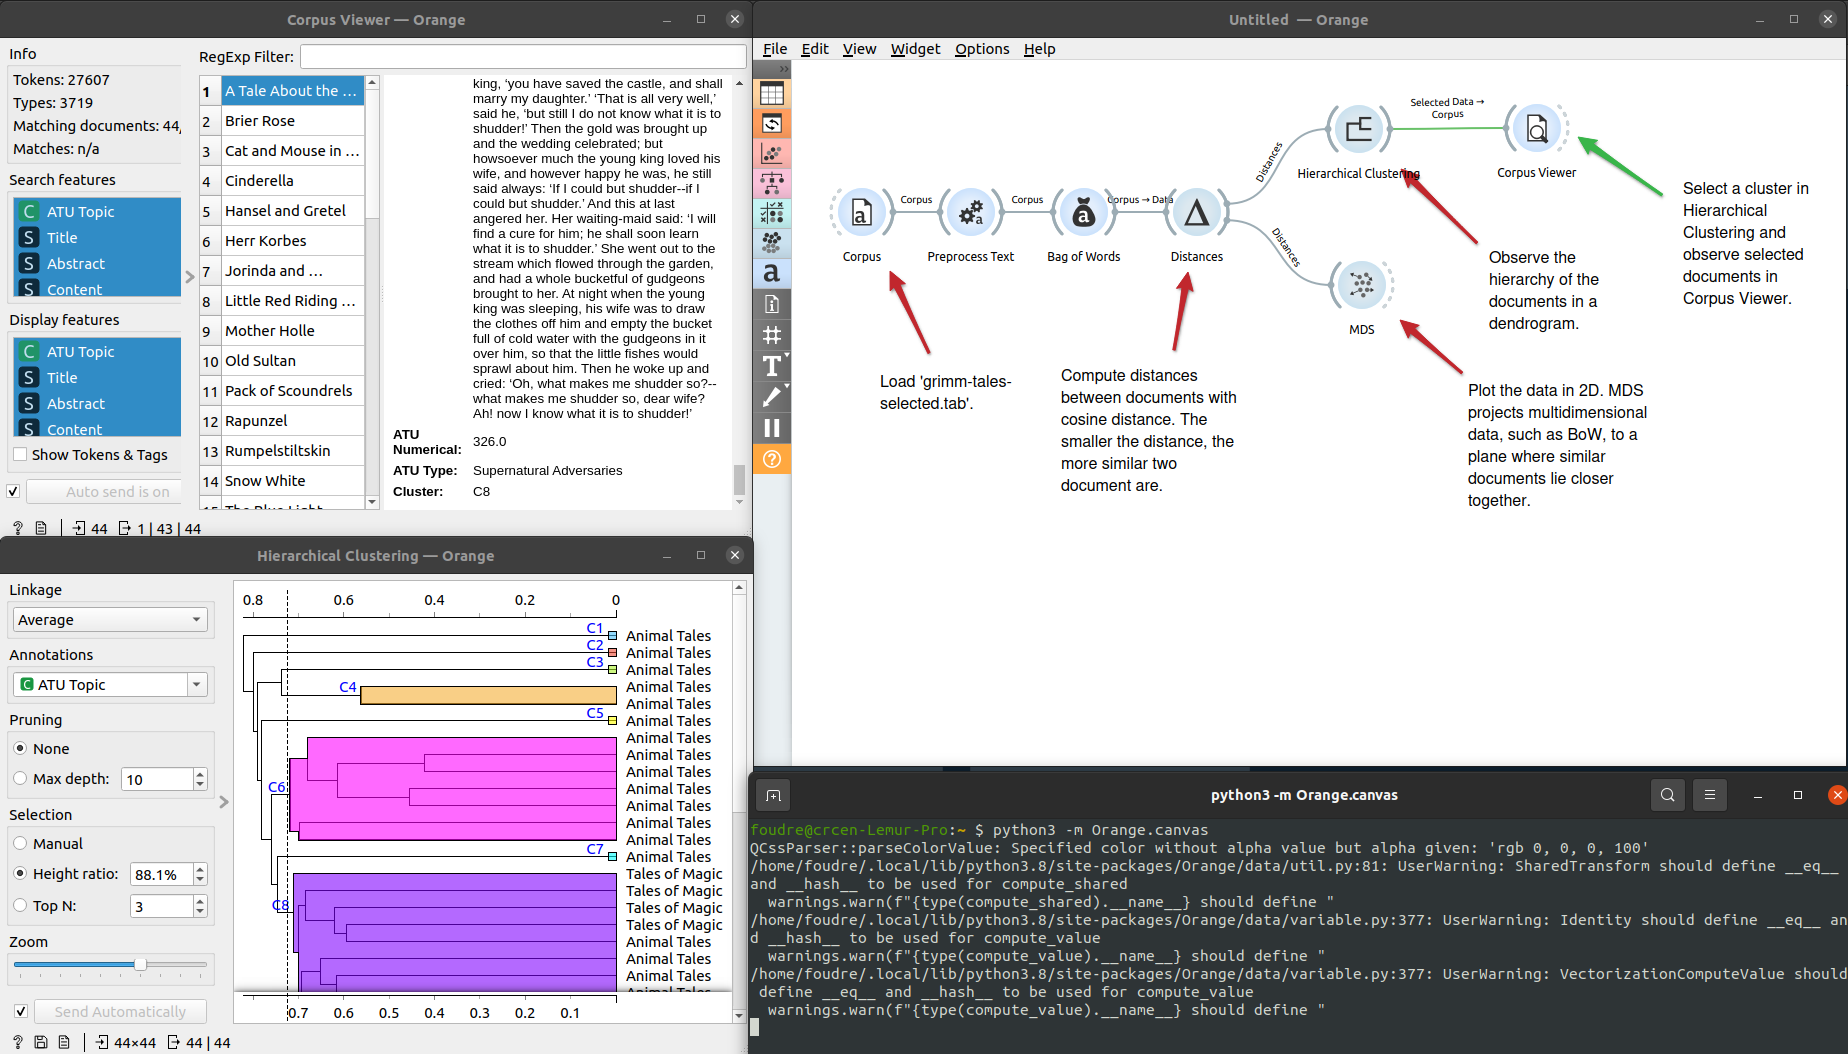 Corpus Viewer — Orange
Info
Tokens: 27607
Types: 3719
Matching documents: 44/
Matches: n/a
Search features
C ATU Topic
S Title
S Abstract
S Content
Display features
C ATU Topic
S Title
S Abstract
S Content
Show Tokens & Tags
Auto send is on
? 44 1 | 43 | 44
RegExp Filter:
1 A Tale About the ...
2 Brier Rose
3 Cat and Mouse in ...
4 Cinderella
5 Hansel and Gretel
6 Herr Korbes
7 Jorinda and ...
8 Little Red Riding ...
9 Mother Holle
10 Old Sultan
11 Pack of Scoundrels
12 Rapunzel
13 Rumpelstiltskin
14 Snow White
15 The Blue Light
king, ‘you have saved the castle, and shall
marry my daughter.’ ‘That is all very well,’
said he, ‘but still I do not know what it is to
shudder!’ Then the gold was brought up
and the wedding celebrated; but
howsoever much the young king loved his
wife, and however happy he was, he still
said always: ‘If I could but shudder--if I
could but shudder.’ And this at last
angered her. Her waiting-maid said: ‘I will
find a cure for him; he shall soon learn
what it is to shudder.’ She went out to the
stream which flowed through the garden,
and had a whole bucketful of gudgeons
brought to her. At night when the young
king was sleeping, his wife was to draw
the clothes off him and empty the bucket
full of cold water with the gudgeons in it
over him, so that the little fishes would
sprawl about him. Then he woke up and
cried: ‘Oh, what makes me shudder so?--
what makes me shudder so, dear wife?
Ah! now I know what it is to shudder!’
ATU
Numerical: 326.0
ATU Type: Supernatural Adversaries
Cluster: C8
Untitled — Orange
File Edit View Widget Options Help
a
T
?
Corpus
Corpus
Preprocess Text
Corpus
Bag of Words
Corpus → Data
Distances
Distances
Distances
Hierarchical Clustering
Selected Data →
Corpus
Corpus Viewer
MDS
Load 'grimm-tales-
selected.tab'.
Compute distances
between documents with
cosine distance. The
smaller the distance, the
more similar two
document are.
Observe the
hierarchy of the
documents in a
dendrogram.
Select a cluster in
Hierarchical
Clustering and
observe selected
documents in
Corpus Viewer.
Plot the data in 2D. MDS
projects multidimensional
data, such as BoW, to a
plane where similar
documents lie closer
together.
Hierarchical Clustering — Orange
Linkage
Average
Annotations
C ATU Topic
Pruning
None
Max depth: 10
Selection
Manual
Height ratio: 88.1%
Top N: 3
Zoom
Send Automatically
? 44×44 44 | 44
0.8 0.6 0.4 0.2 0
C1 Animal Tales
C2 Animal Tales
C3 Animal Tales
C4 Animal Tales
Animal Tales
C5 Animal Tales
Animal Tales
Animal Tales
Animal Tales
C6 Animal Tales
Animal Tales
Animal Tales
Animal Tales
C7 Animal Tales
Tales of Magic
Tales of Magic
C8 Tales of Magic
Tales of Magic
Animal Tales
Animal Tales
Animal Tales
Animal Tales
0.7 0.6 0.5 0.4 0.3 0.2 0.1
python3 -m Orange.canvas
foudre@crcen-Lemur-Pro:~ $ python3 -m Orange.canvas
QCssParser::parseColorValue: Specified color without alpha value but alpha given: 'rgb 0, 0, 0, 100'
/home/foudre/.local/lib/python3.8/site-packages/Orange/data/util.py:81: UserWarning: SharedTransform should define __eq__
and __hash__ to be used for compute_shared
warnings.warn(f"{type(compute_shared).__name__} should define "
/home/foudre/.local/lib/python3.8/site-packages/Orange/data/variable.py:377: UserWarning: Identity should define __eq__ an
d __hash__ to be used for compute_value
warnings.warn(f"{type(compute_value).__name__} should define "
/home/foudre/.local/lib/python3.8/site-packages/Orange/data/variable.py:377: UserWarning: VectorizationComputeValue should
define __eq__ and __hash__ to be used for compute_value
warnings.warn(f"{type(compute_value).__name__} should define "